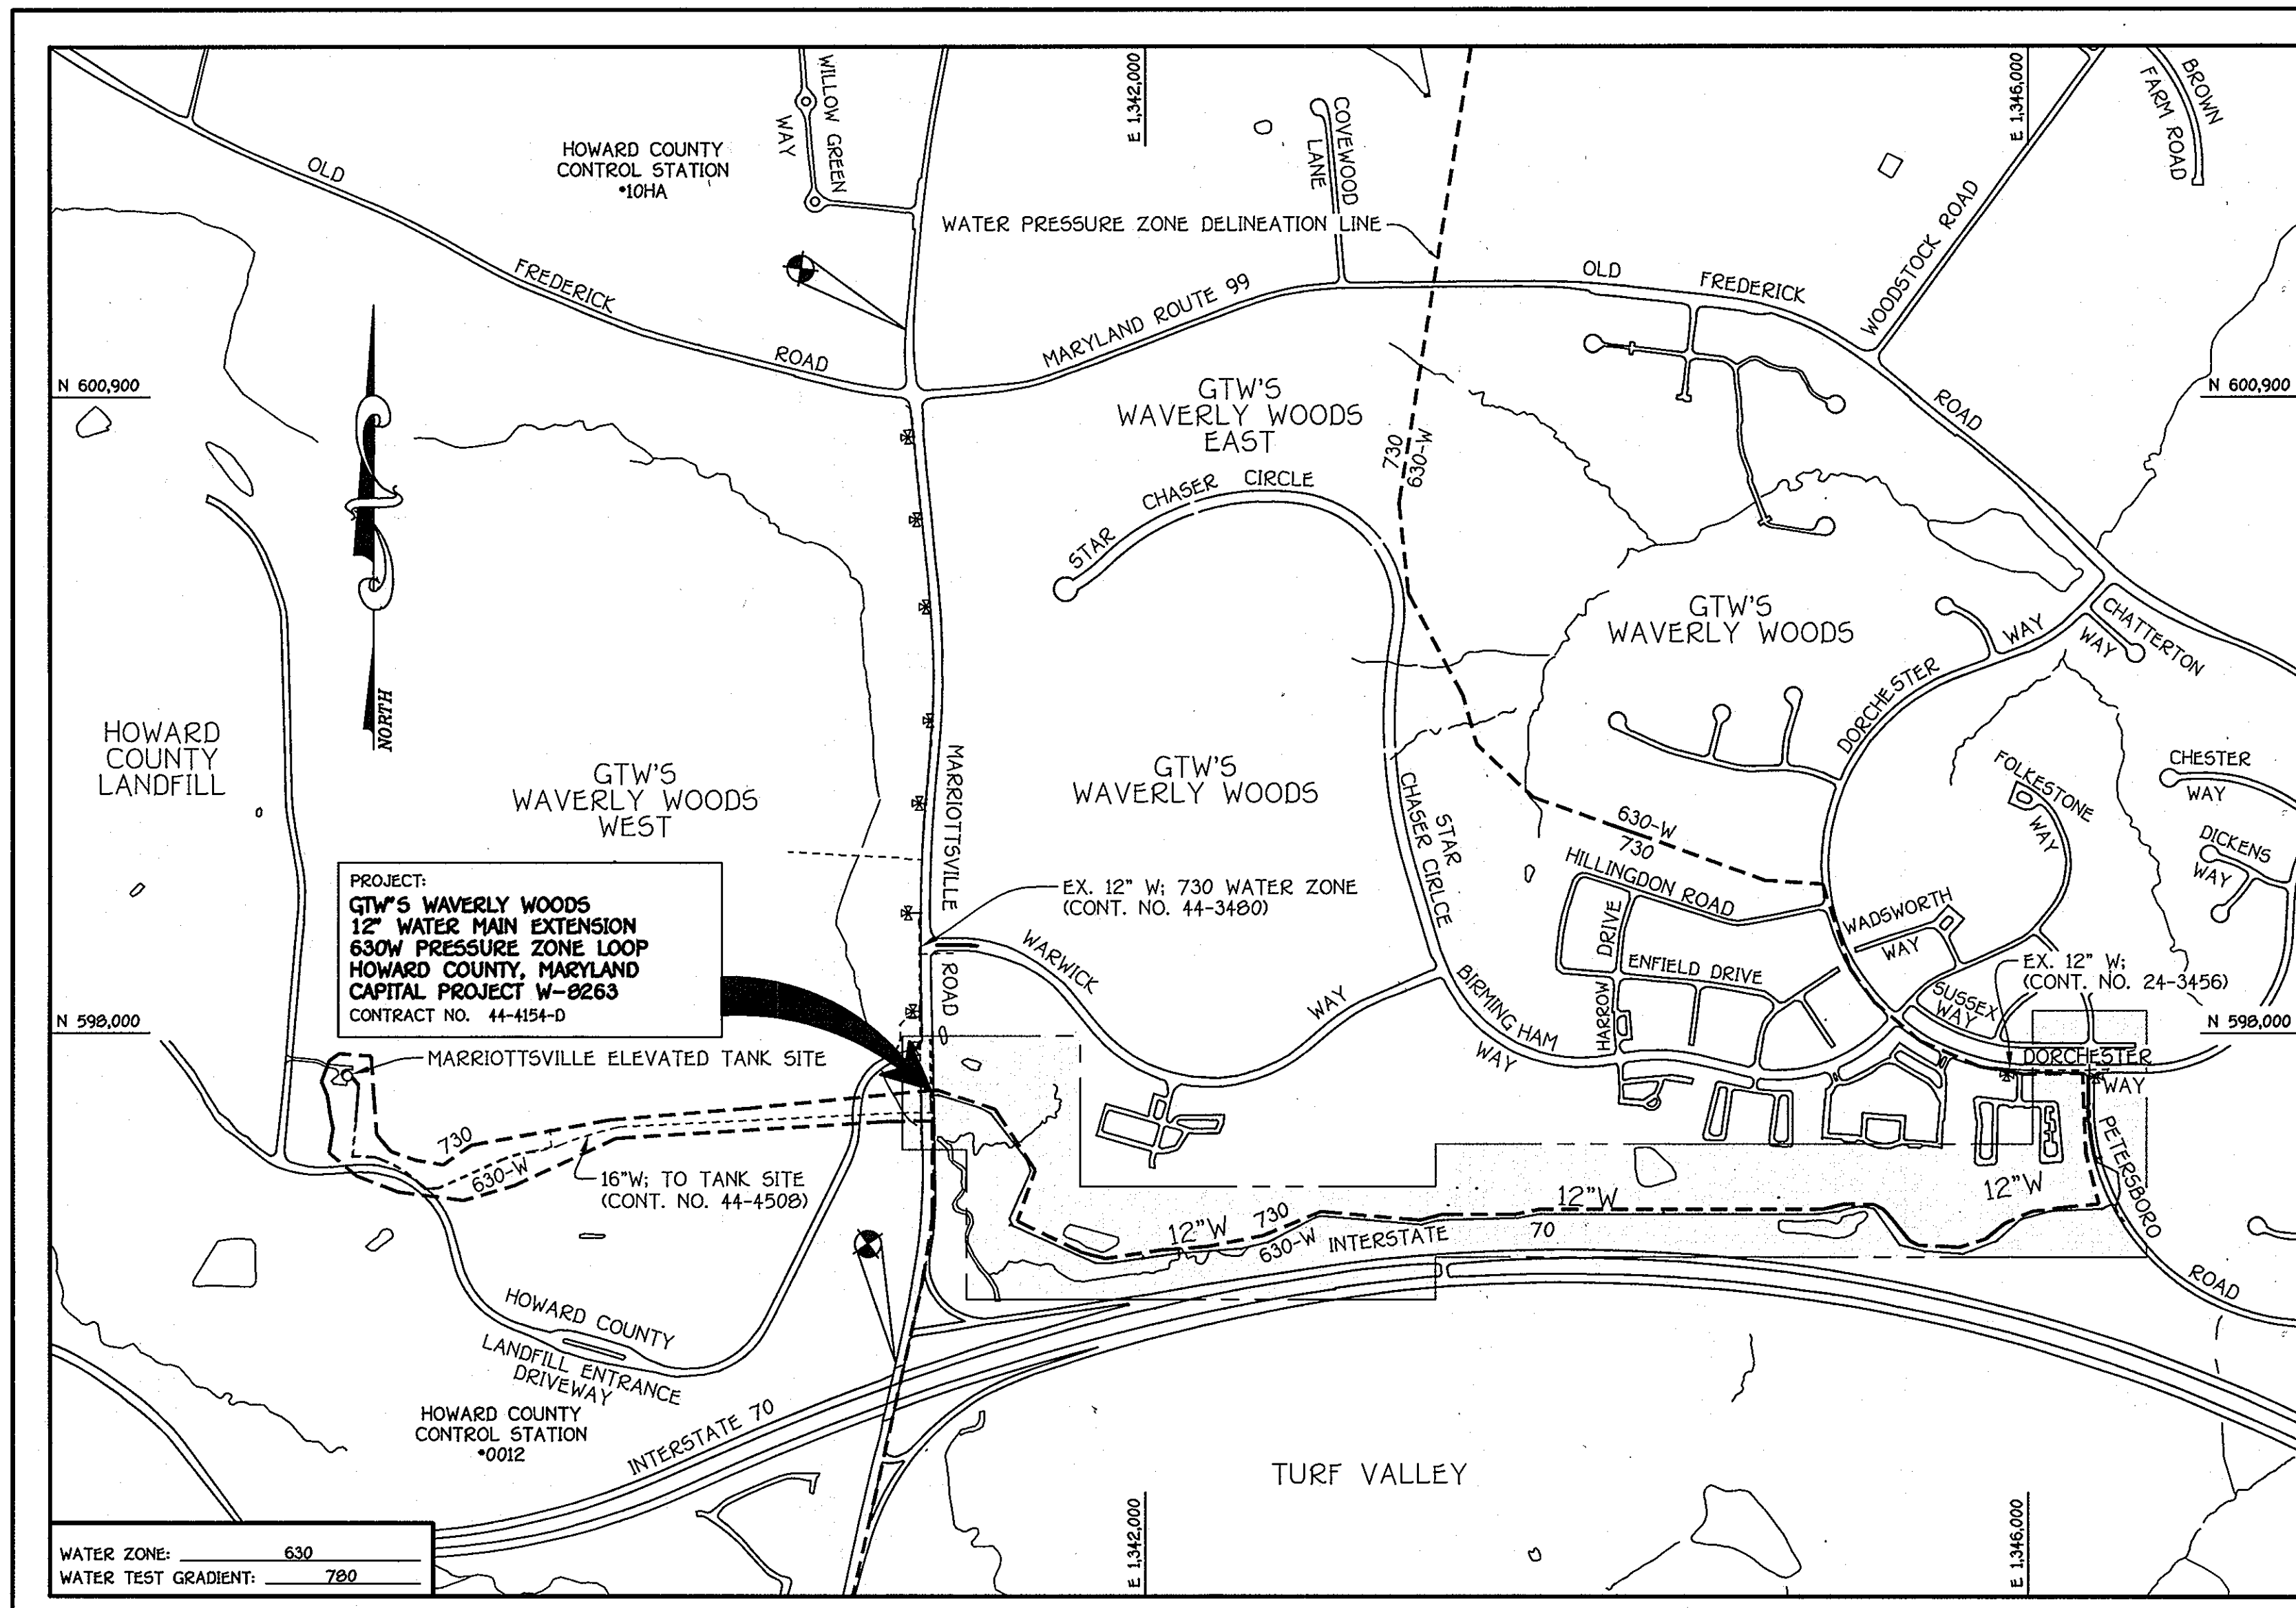 WILLOW GREEN
WAY
E 1,342,000
COVEWOOD
LANE
E 1,346,000
BROWN
FARM ROAD
HOWARD COUNTY
CONTROL STATION
•10HA
OLD
FREDERICK
ROAD
WATER PRESSURE ZONE DELINEATION LINE
MARYLAND ROUTE 99
OLD
FREDERICK
ROAD
WOODSTOCK ROAD
N 600,900
N 600,900
GTW'S
WAVERLY WOODS
EAST
730
630-W
STAR
CHASER
CIRCLE
NORTH
GTW'S
WAVERLY WOODS
CHATTERTON
WAY
DORCHESTER
WAY
HOWARD
COUNTY
LANDFILL
GTW'S
WAVERLY WOODS
WEST
MARRIOTTSVILLE
ROAD
GTW'S
WAVERLY WOODS
STAR
CHASER CIRLCE
FOLKESTONE
WAY
CHESTER
WAY
DICKENS
WAY
630-W
730
HILLINGDON ROAD
PROJECT:
GTW'S WAVERLY WOODS
12" WATER MAIN EXTENSION
630W PRESSURE ZONE LOOP
HOWARD COUNTY, MARYLAND
CAPITAL PROJECT W-8263
CONTRACT NO. 44-4154-D
EX. 12" W; 730 WATER ZONE
(CONT. NO. 44-3480)
WARWICK
WAY
BIRMING HAM
WAY
HARROW
DRIVE
ENFIELD DRIVE
WADSWORTH
WAY
SUSSEX
WAY
EX. 12" W;
(CONT. NO. 24-3456)
N 598,000
N 598,000
DORCHESTER
WAY
MARRIOTTSVILLE ELEVATED TANK SITE
730
630-W
16"W; TO TANK SITE
(CONT. NO. 44-4508)
PETERSBORO
ROAD
12"W
12"W
12"W
730
630-W
INTERSTATE
70
HOWARD COUNTY
LANDFILL ENTRANCE
DRIVEWAY
HOWARD COUNTY
CONTROL STATION
•0012
INTERSTATE 70
TURF VALLEY
E 1,342,000
E 1,346,000
WATER ZONE: 630
WATER TEST GRADIENT: 780